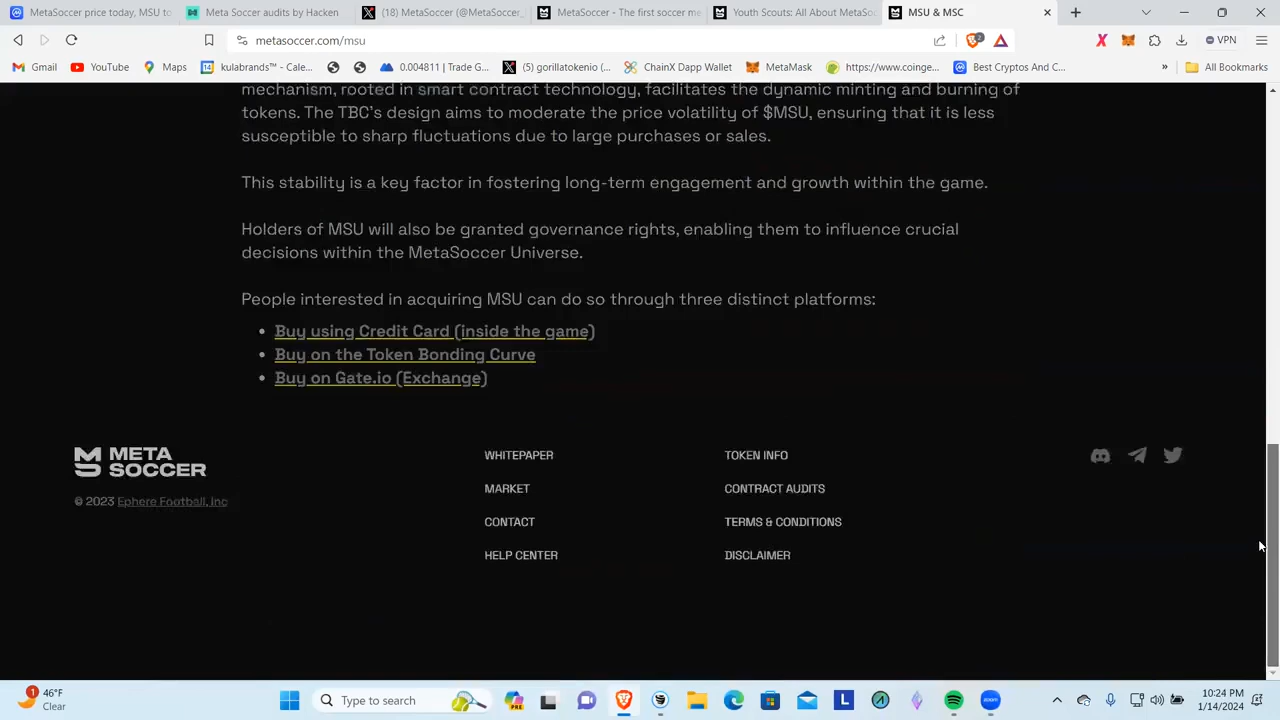 MetaSoccer price today, MSU to
Meta Soccer audits by Hacken
(18) MetaSoccer (@MetaSoccer_
MetaSoccer - The first soccer me
Youth Scouts: All About MetaSoc
MSU & MSC
metasoccer.com/msu
2
VPN
Gmail
YouTube
Maps
kulabrands™ - Cale...
0.004811 | Trade G...
(5) gorillatokenio (...
ChainX Dapp Wallet
MetaMask
https://www.coinge...
Best Cryptos And C...
»
All Bookmarks
mechanism, rooted in smart contract technology, facilitates the dynamic minting and burning of
tokens. The TBC's design aims to moderate the price volatility of $MSU, ensuring that it is less
susceptible to sharp fluctuations due to large purchases or sales.
This stability is a key factor in fostering long-term engagement and growth within the game.
Holders of MSU will also be granted governance rights, enabling them to influence crucial
decisions within the MetaSoccer Universe.
People interested in acquiring MSU can do so through three distinct platforms:
• Buy using Credit Card (inside the game)
• Buy on the Token Bonding Curve
• Buy on Gate.io (Exchange)
META
SOCCER
© 2023 Ephere Football, Inc
WHITEPAPER
MARKET
CONTACT
HELP CENTER
TOKEN INFO
CONTRACT AUDITS
TERMS & CONDITIONS
DISCLAIMER
1
46°F
Clear
Type to search
PRE
L
zoom
10:24 PM
1/14/2024